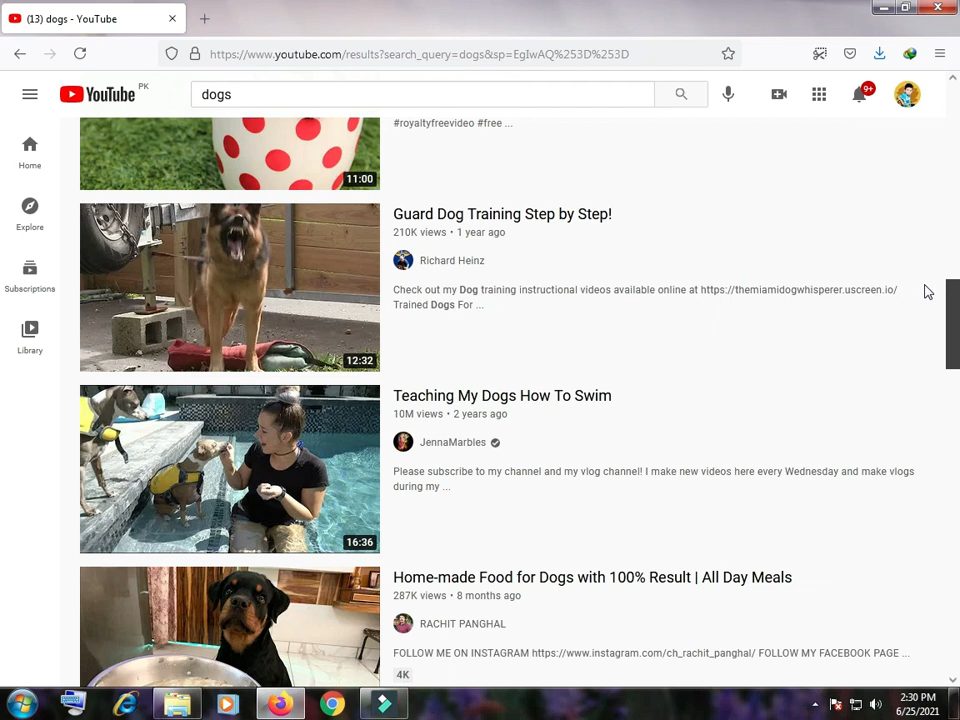 (13) dogs - YouTube
https://www.youtube.com/results?search_query=dogs&sp=EgIwAQ%253D%253D
YouTube PK
dogs
9+
#royaltyfreevideo #free ...
11:00
Home
Explore
Subscriptions
Library
Guard Dog Training Step by Step!
210K views • 1 year ago
Richard Heinz
Check out my Dog training instructional videos available online at https://themiamidogwhisperer.uscreen.io/
Trained Dogs For ...
12:32
Teaching My Dogs How To Swim
10M views • 2 years ago
JennaMarbles
Please subscribe to my channel and my vlog channel! I make new videos here every Wednesday and make vlogs
during my ...
16:36
Home-made Food for Dogs with 100% Result | All Day Meals
287K views • 8 months ago
RACHIT PANGHAL
FOLLOW ME ON INSTAGRAM https://www.instagram.com/ch_rachit_panghal/ FOLLOW MY FACEBOOK PAGE ...
4K
2:30 PM
6/25/2021